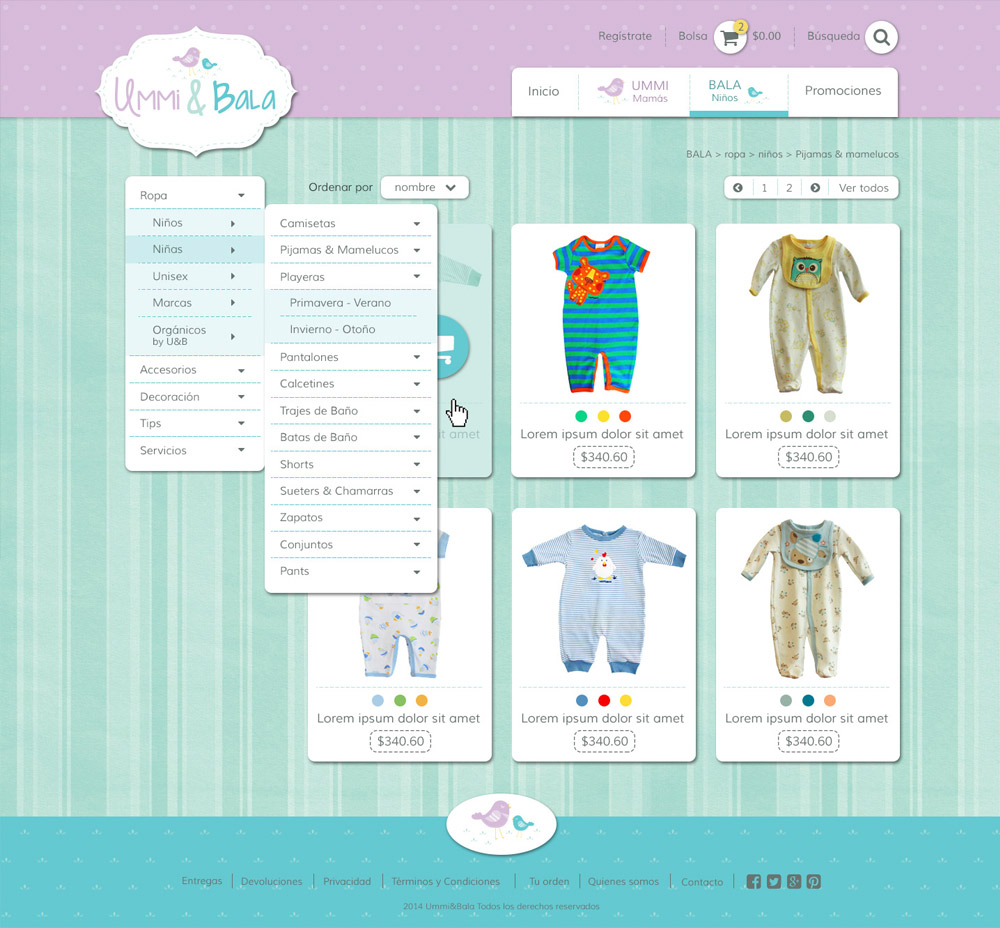 Regístrate
Bolsa
2
$0.00
Búsqueda
Ummi & Bala
Inicio
UMMI
Mamás
BALA
Niños
Promociones
BALA > ropa > niños > Pijamas & mamelucos
Ordenar por
nombre
1
2
Ver todos
Ropa
Niños
Niñas
Unisex
Marcas
Orgánicos
by U&B
Accesorios
Decoración
Tips
Servicios
Camisetas
Pijamas & Mamelucos
Playeras
Primavera - Verano
Invierno - Otoño
Pantalones
Calcetines
Trajes de Baño
Batas de Baño
Shorts
Sueters & Chamarras
Zapatos
Conjuntos
Pants
sit amet
Lorem ipsum dolor sit amet
$340.60
Lorem ipsum dolor sit amet
$340.60
Lorem ipsum dolor sit amet
$340.60
Lorem ipsum dolor sit amet
$340.60
Lorem ipsum dolor sit amet
$340.60
Entregas
Devoluciones
Privacidad
Términos y Condiciones
Tu orden
Quienes somos
Contacto
2014 Ummi&Bala Todos los derechos reservados